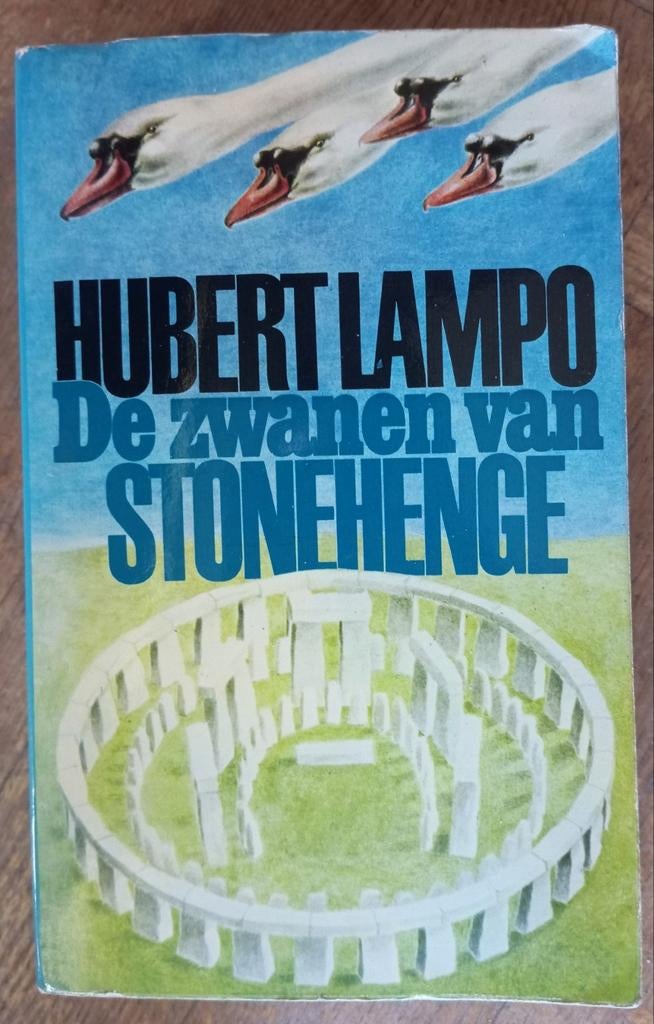 HUBERT LAMPO
De zwanen van
STONEHENGE